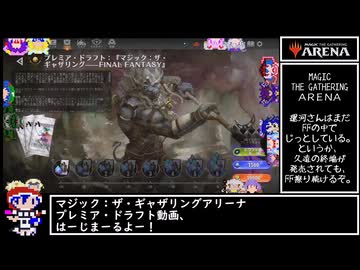 プレミア・ドラフト：『マジック：ザ・
ギャザリング——FINAL FANTASY』
MAGIC
THE GATHERING
ARENA
MAGIC
THE GATHERING
ARENA
運河さんはまだ
FFの中で
じっとしている。
というか、
久遠の終端が
発売されても、
FF擦り続けるぞ。
マジック：ザ・ギャザリングアリーナ
プレミア・ドラフト動画、
はーじまーるよー！